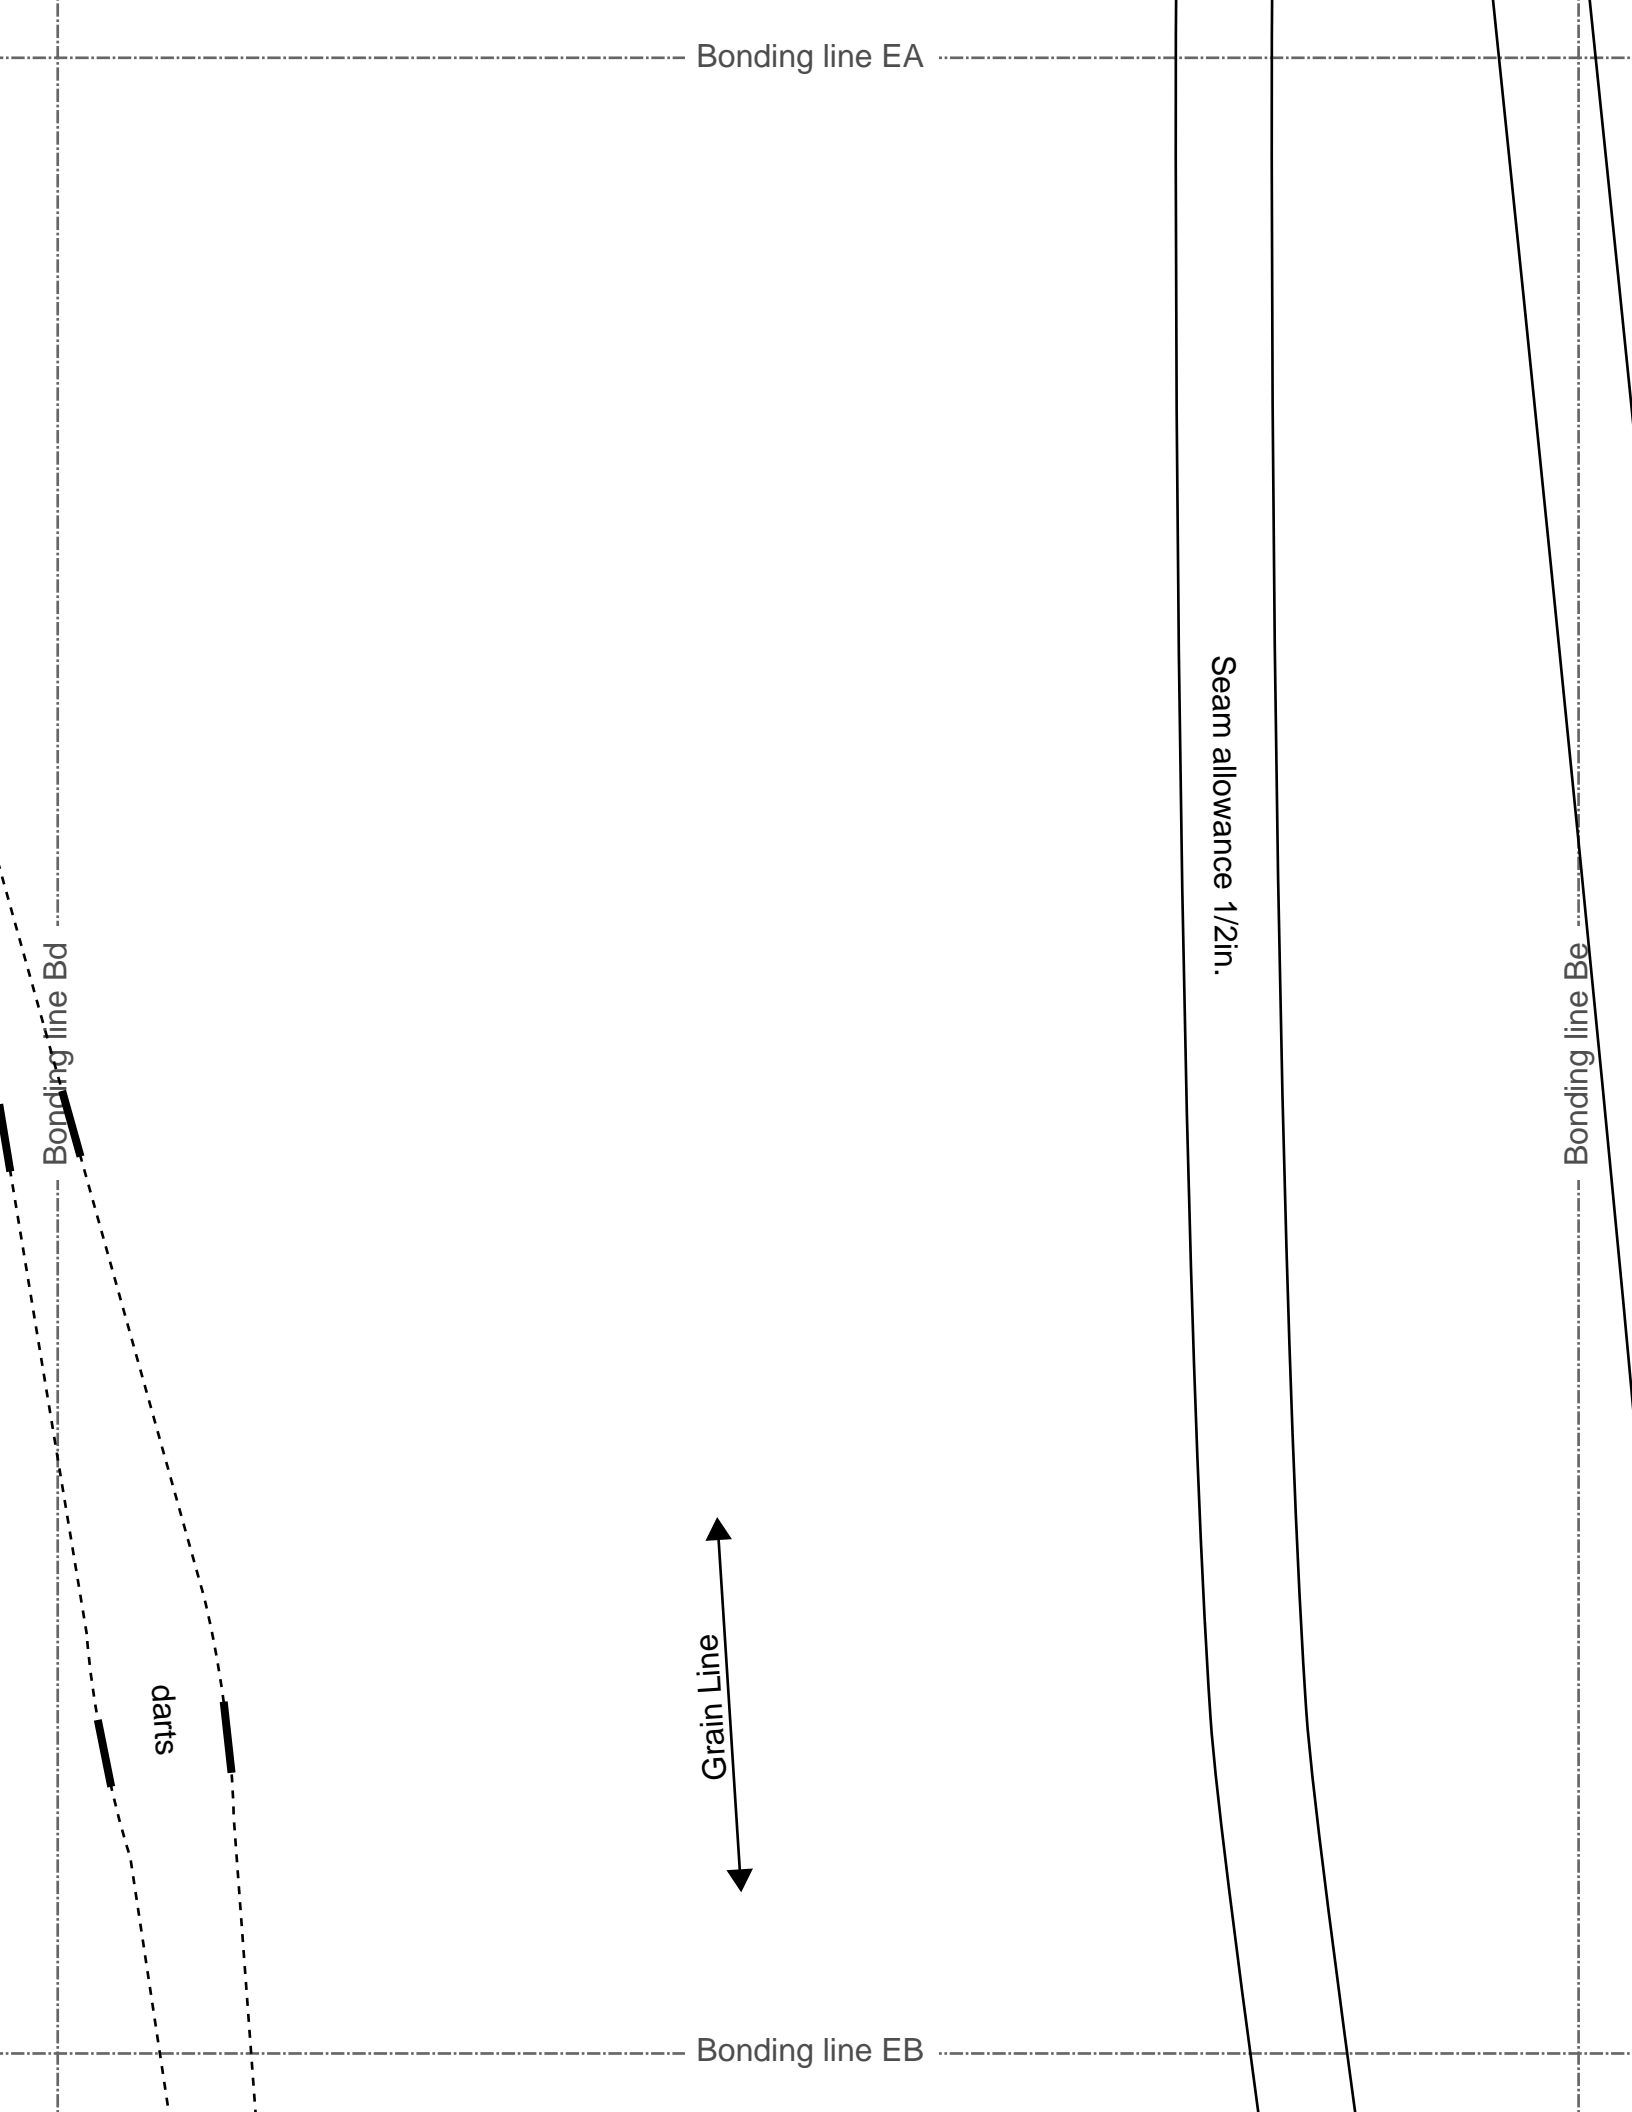 Bonding line EA
Seam allowance 1/2in.
Bonding line Bd
Bonding line Be
Grain Line
darts
Bonding line EB